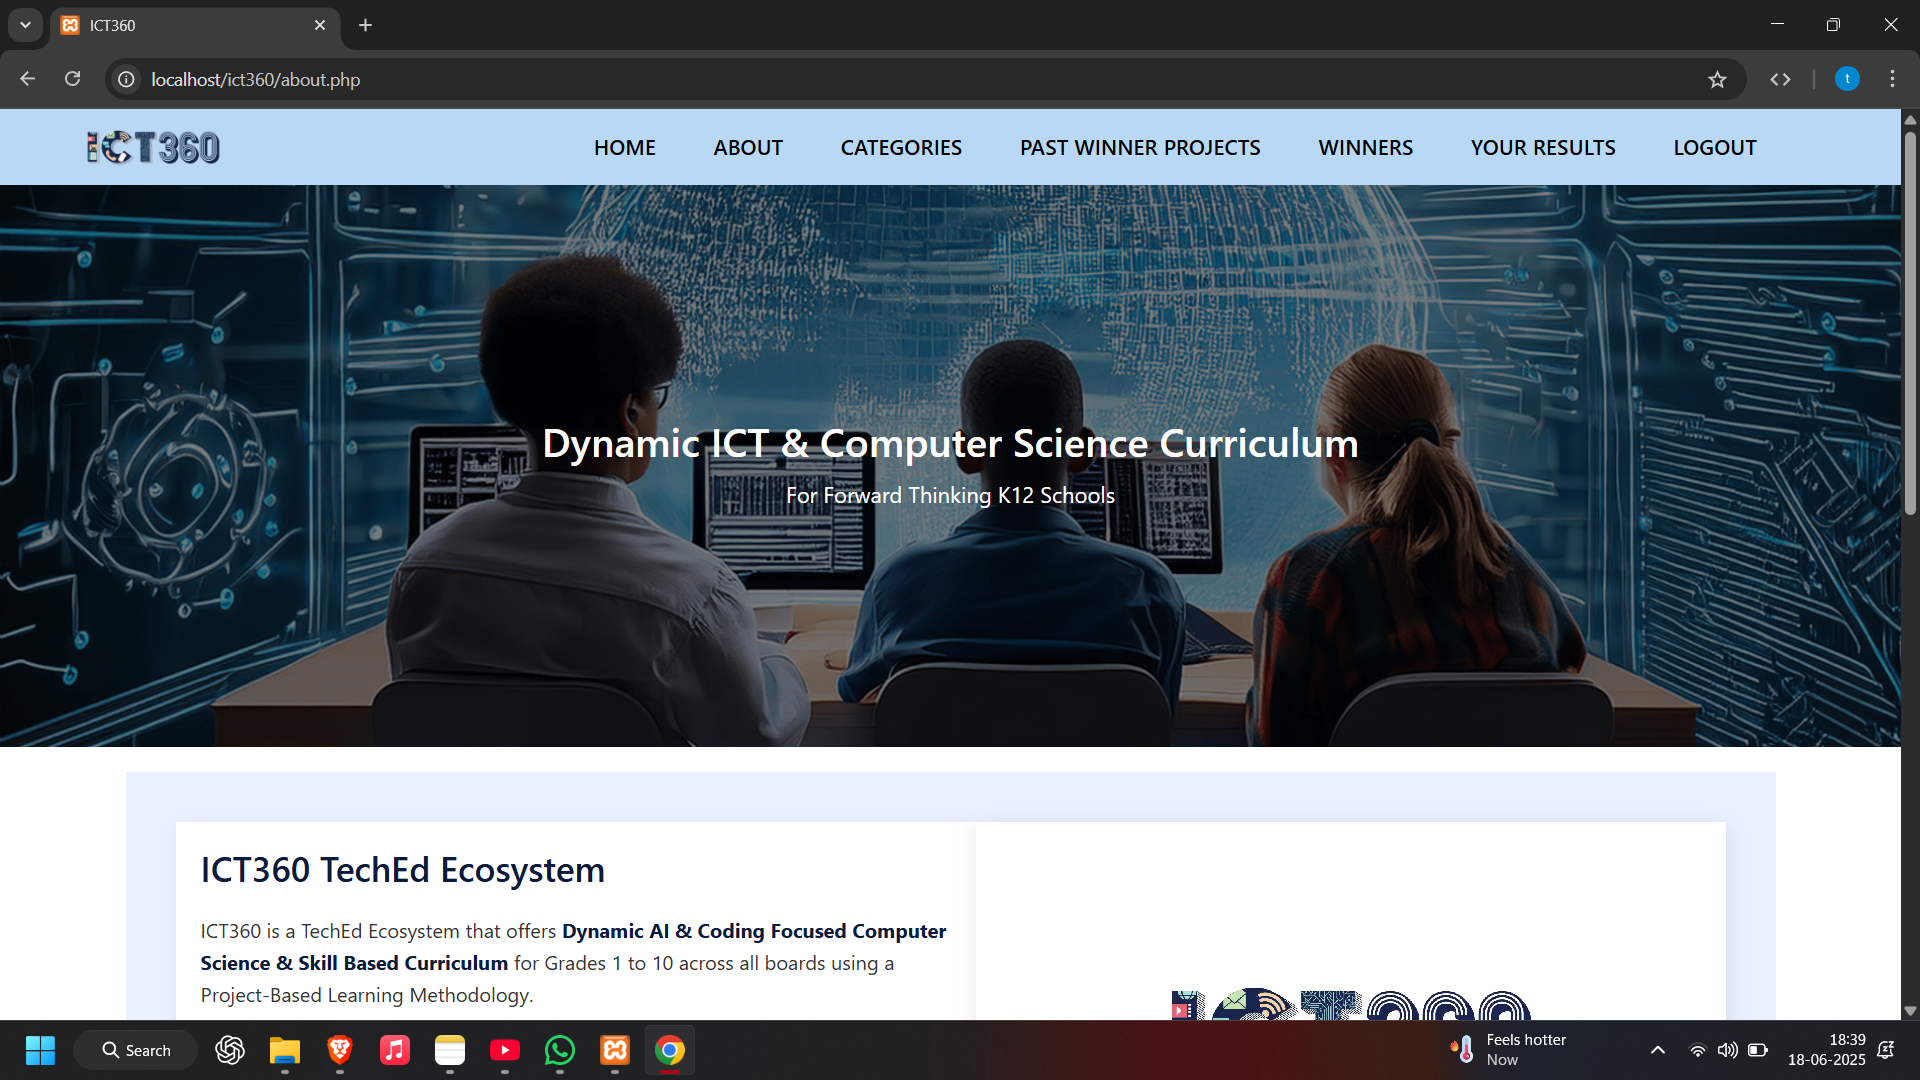 ICT360
localhost/ict360/about.php
t
ICT360
HOME ABOUT CATEGORIES PAST WINNER PROJECTS WINNERS YOUR RESULTS LOGOUT
Dynamic ICT & Computer Science Curriculum
For Forward Thinking K12 Schools
ICT360 TechEd Ecosystem
ICT360 is a TechEd Ecosystem that offers Dynamic AI & Coding Focused Computer
Science & Skill Based Curriculum for Grades 1 to 10 across all boards using a
Project-Based Learning Methodology.
ICT360
Search
Feels hotter
Now
18:39
18-06-2025